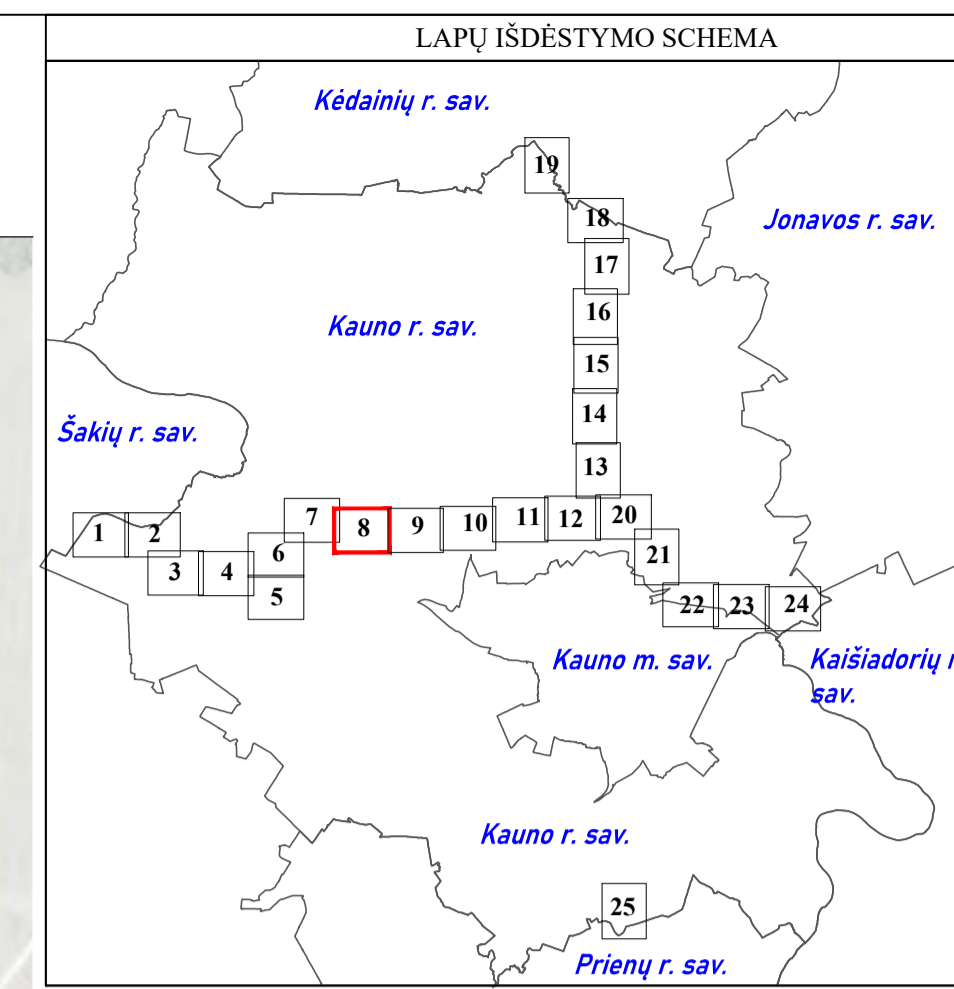 LAPŲ IŠDĖSTYMO SCHEMA
Kėdainių r. sav.
19
18
Jonavos r. sav.
17
16
Kauno r. sav.
15
14
Šakių r. sav.
13
7
8
9
10
11
12
20
1
2
6
21
3
4
5
22
23
24
Kauno m. sav.
Kaišiadorių
sav.
Kauno r. sav.
25
Prienų r. sav.